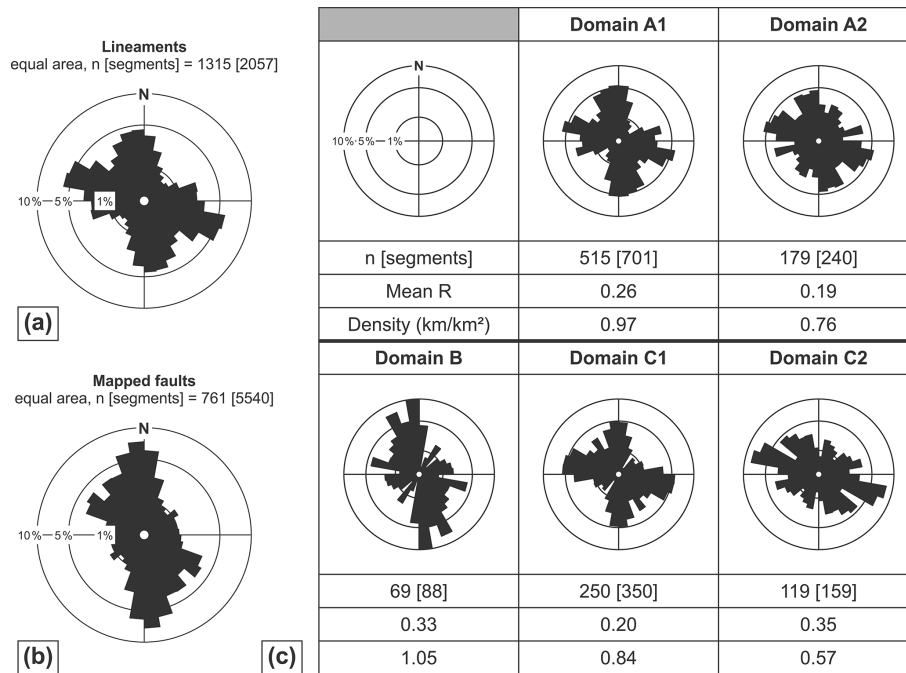 Lineaments
equal area, n [segments] = 1315 [2057]
N
10% 5% 1%
(a)
Mapped faults
equal area, n [segments] = 761 [5540]
N
10% 5% 1%
(b)
(c)
Domain A1 Domain A2
N
10% 5% 1%
n [segments] 515 [701] 179 [240]
Mean R 0.26 0.19
Density (km/km²) 0.97 0.76
Domain B Domain C1 Domain C2
69 [88] 250 [350] 119 [159]
0.33 0.20 0.35
1.05 0.84 0.57